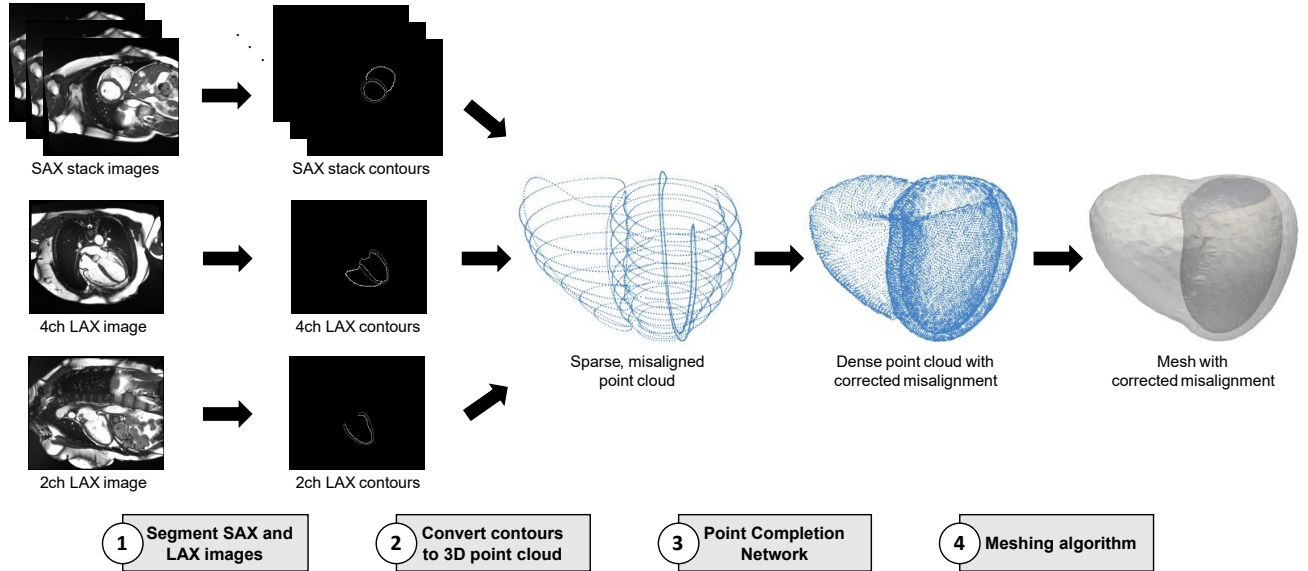 SAX stack images
SAX stack contours
4ch LAX image
4ch LAX contours
2ch LAX image
2ch LAX contours
Sparse, misaligned
point cloud
Dense point cloud with
corrected misalignment
Mesh with
corrected misalignment
1
Segment SAX and
LAX images
2
Convert contours
to 3D point cloud
3
Point Completion
Network
4
Meshing algorithm